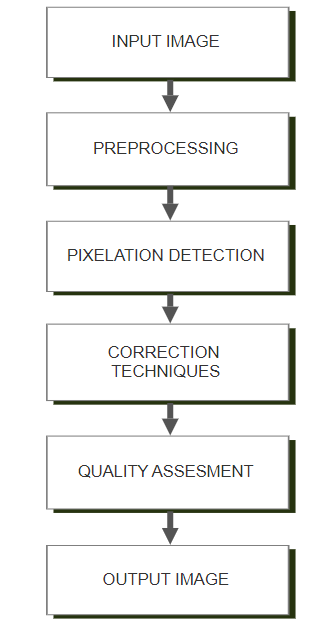 INPUT IMAGE
PREPROCESSING
PIXELATION DETECTION
CORRECTION
TECHNIQUES
QUALITY ASSESMENT
OUTPUT IMAGE